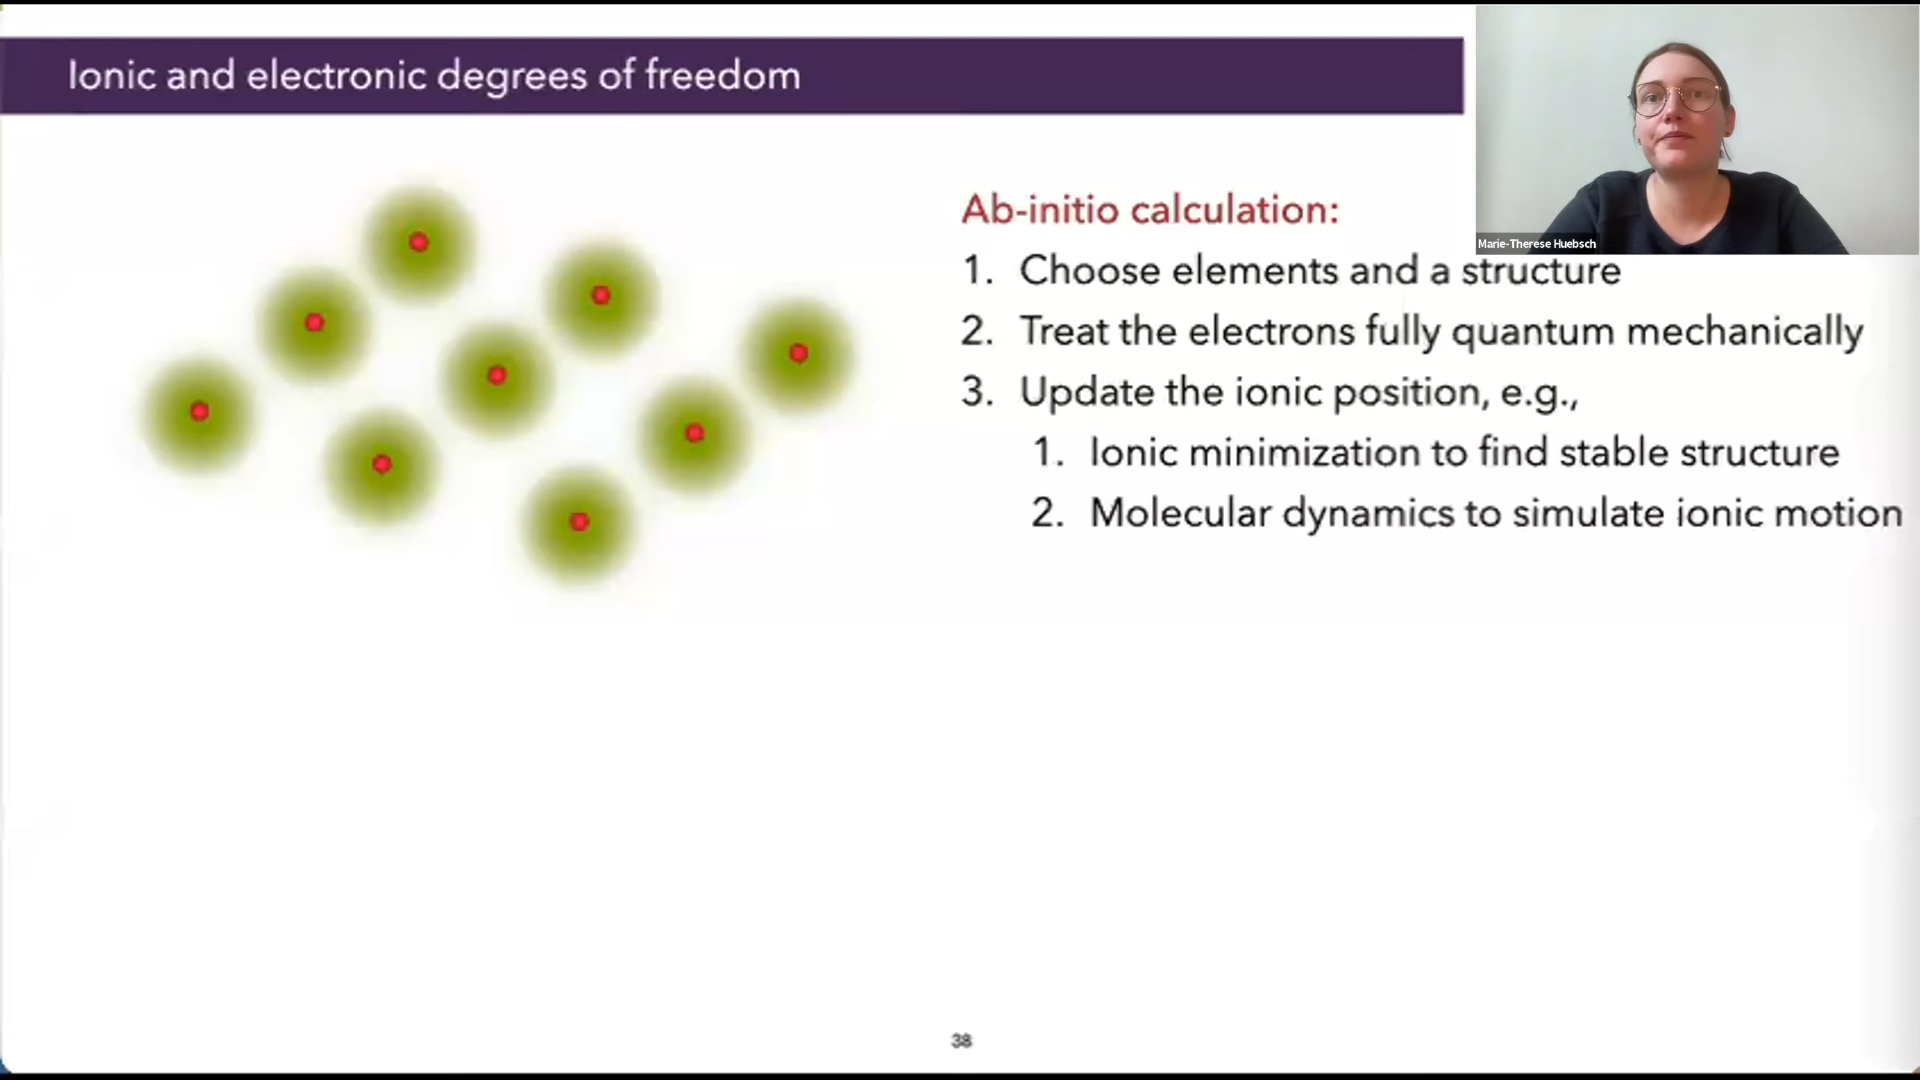 Ionic and electronic degrees of freedom
Marie-Therese Huebsch
Ab-initio calculation:
1. Choose elements and a structure
2. Treat the electrons fully quantum mechanically
3. Update the ionic position, e.g.,
1. Ionic minimization to find stable structure
2. Molecular dynamics to simulate ionic motion
38